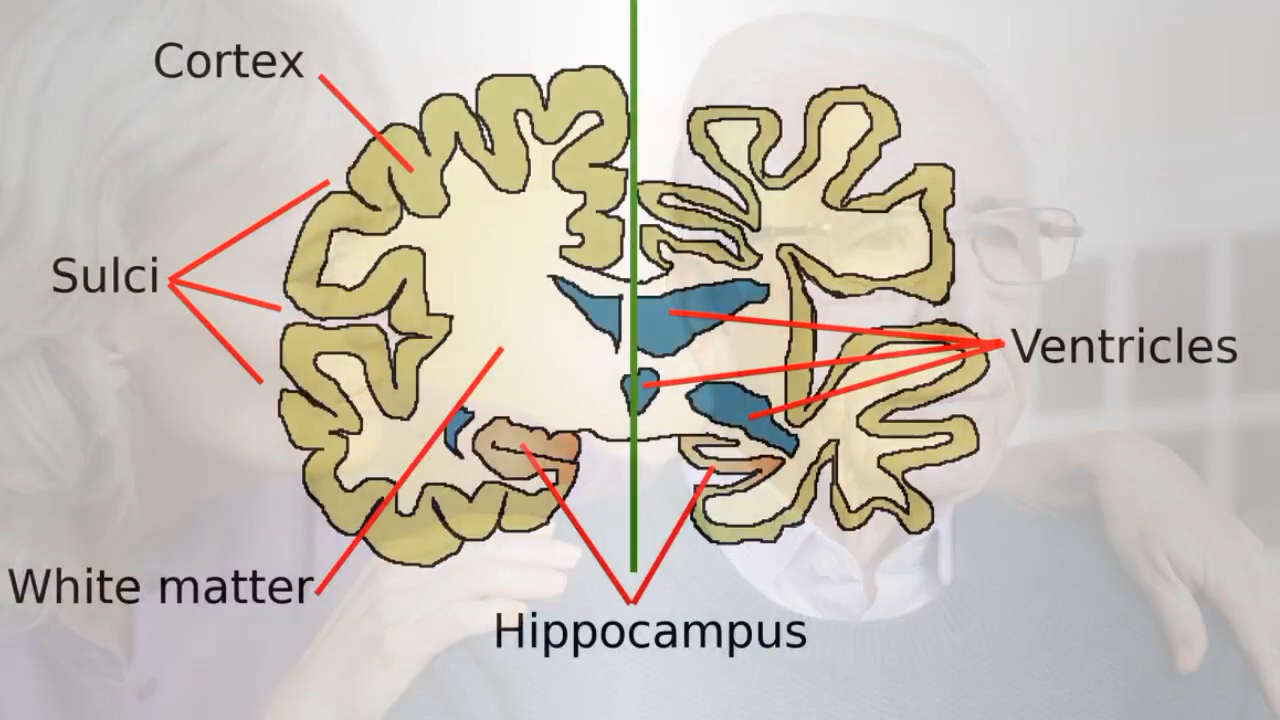 Cortex
Sulci
Ventricles
White matter
Hippocampus